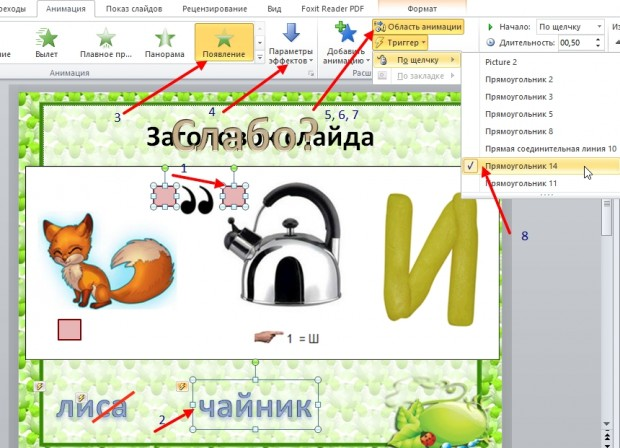 реходы
Анимация
Показ слайдов
Рецензирование
Вид
Foxit Reader PDF
Формат
Вылет
Плавное пр...
Панорама
Появление
Параметры эффектов
Добавить анимацию
Область анимации
Триггер
Начало: По щелчку
Длительность: 00,50
Анимация
Расш
По щелчку
По закладке
Picture 2
Прямоугольник 2
Прямоугольник 3
Прямоугольник 5
Прямоугольник 8
Прямая соединительная линия 10
Прямоугольник 14
Прямоугольник 11
3
4
5, 6, 7
Заголовок слайда
Слабо?
1
,,
И
8
1 = Ш
лиса
2
чайник